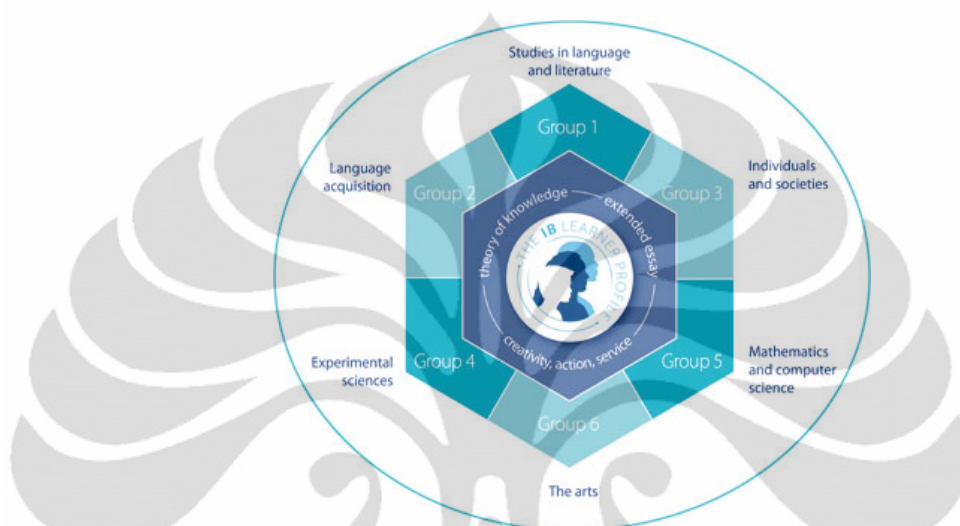 Studies in language
and literature
Group 1
Language
acquisition
Group 2
Individuals
and societies
Group 3
theory of knowledge
extended essay
THE IB LEARNER PROFILE
creativity, action, service
Experimental
sciences
Group 4
Group 5
Mathematics
and computer
science
Group 6
The arts